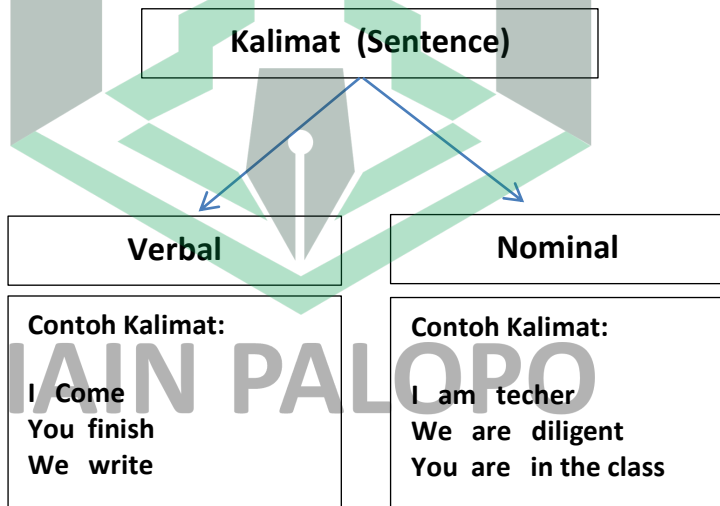 Kalimat (Sentence)
Verbal
Nominal
Contoh Kalimat:
I Come
You finish
We write
Contoh Kalimat:
I am techer
We are diligent
You are in the class
IAIN PALOPO